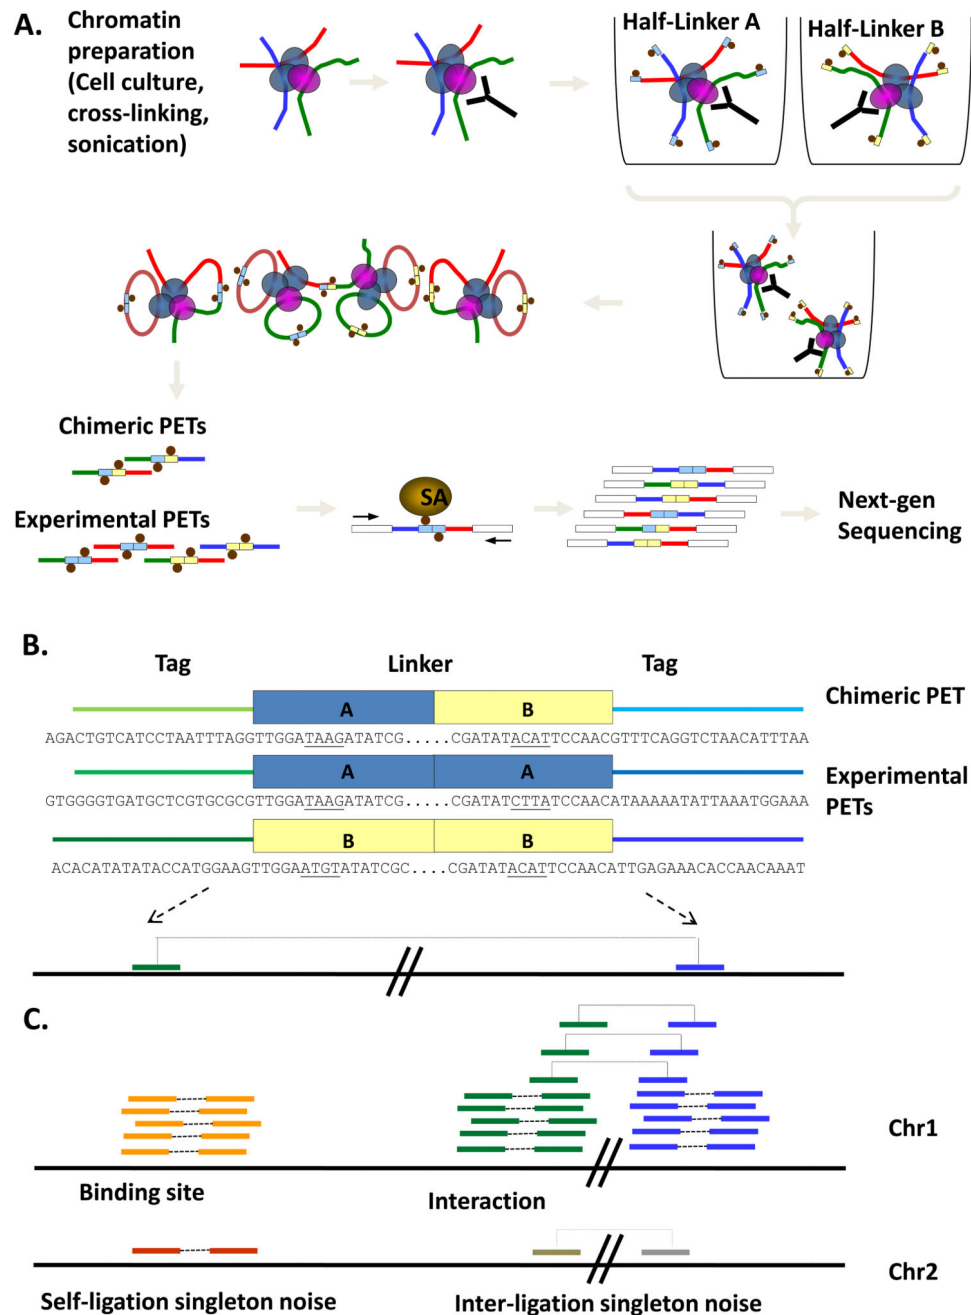 A.
Chromatin
preparation
(Cell culture,
cross-linking,
sonication)
Half-Linker A
Half-Linker B
Chimeric PETs
Experimental PETs
SA
Next-gen
Sequencing
B.
Tag
Linker
Tag
A
B
Chimeric PET
AGACTGTCATCCTAATTTAGGTTGGATAAGATATCG.....CGATATACATTCCAACGTTTCAGGTCTAACATTTAA
A
A
Experimental
PETs
GTGGGGTGATGCTCGTGCGCGTTGGATAAGATATCG.....CGATATCTTATCCAACATAAAAATATTAAATGGAAA
B
B
ACACATATATACCATGGAAGTTGGAATGTATATCGC.....CGATATACATTCCAACATTGAGAAACACCAACAAAT
C.
Chr1
Binding site
Interaction
Chr2
Self-ligation singleton noise
Inter-ligation singleton noise